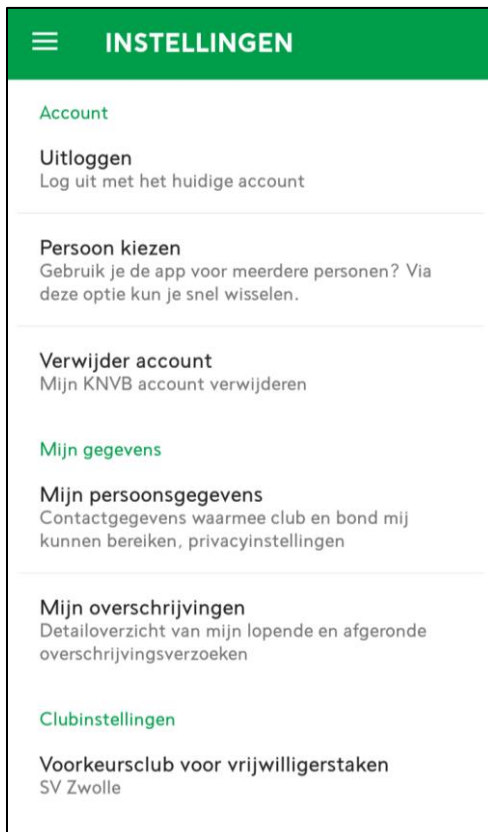 INSTELLINGEN
Account
Uitloggen
Log uit met het huidige account
Persoon kiezen
Gebruik je de app voor meerdere personen? Via
deze optie kun je snel wisselen.
Verwijder account
Mijn KNVB account verwijderen
Mijn gegevens
Mijn persoonsgegevens
Contactgegevens waarmee club en bond mij
kunnen bereiken, privacyinstellingen
Mijn overschrijvingen
Detailoverzicht van mijn lopende en afgeronde
overschrijvingsverzoeken
Clubinstellingen
Voorkeursclub voor vrijwilligerstaken
SV Zwolle